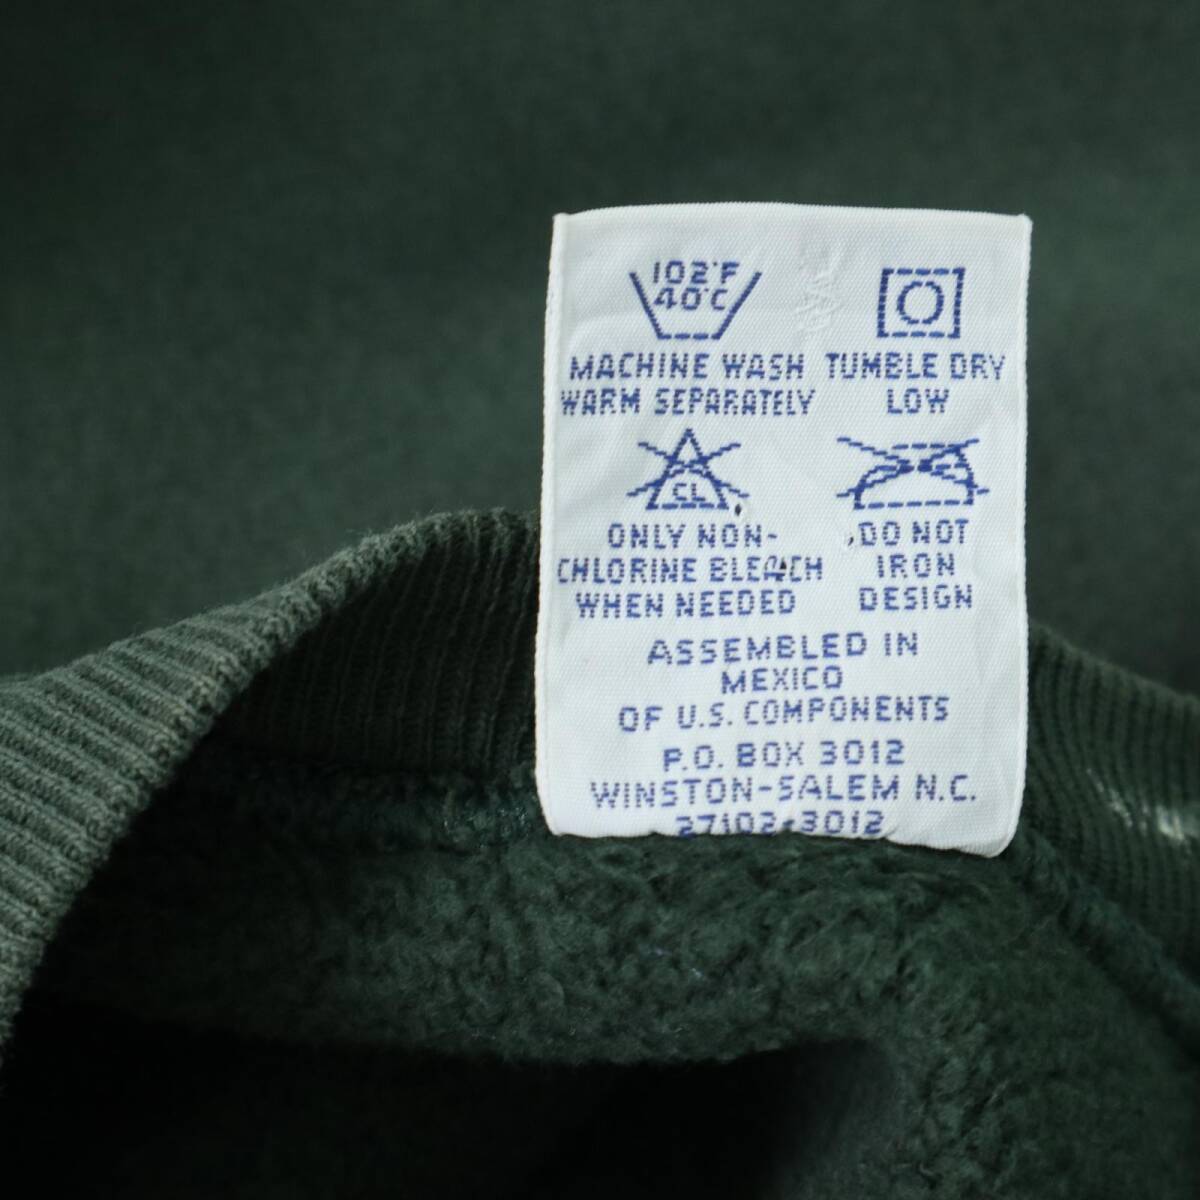 102°F
40°C
MACHINE WASH
WARM SEPARATELY
TUMBLE DRY
LOW
CL
ONLY NON-
CHLORINE BLEACH
WHEN NEEDED
DO NOT
IRON
DESIGN
ASSEMBLED IN
MEXICO
OF U.S. COMPONENTS
P.O. BOX 3012
WINSTON-SALEM N.C.
27102-3012